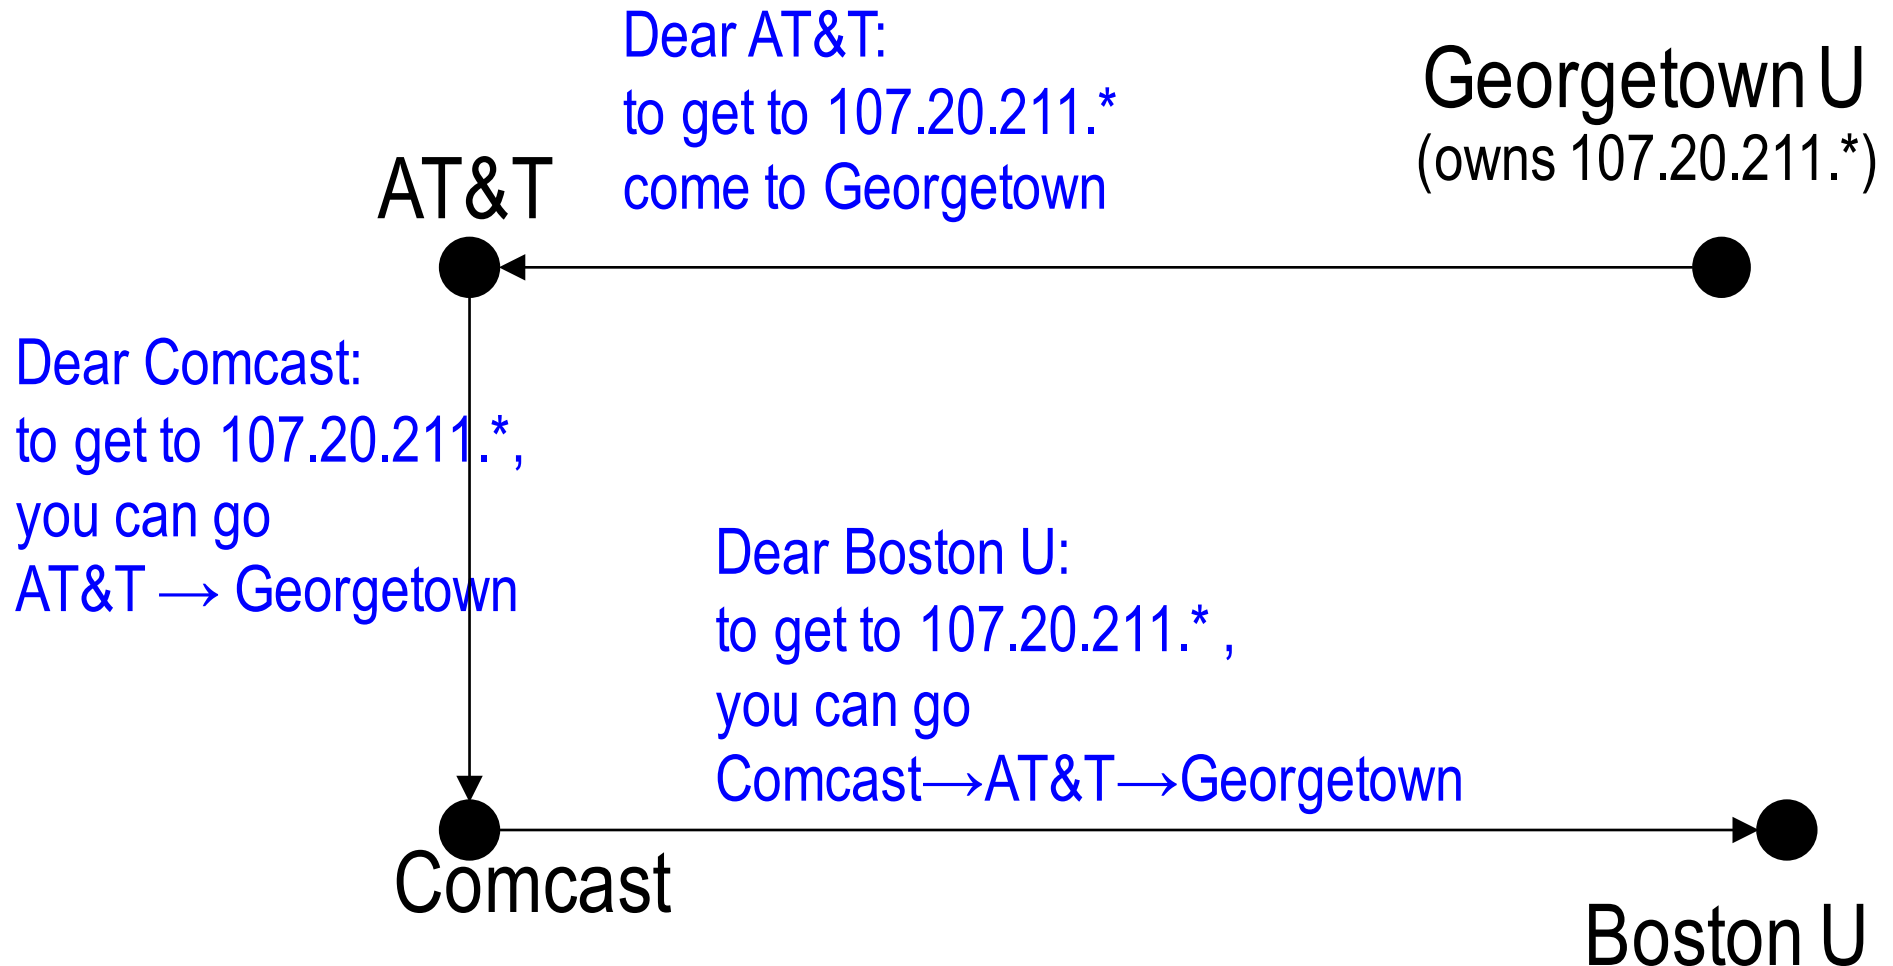 Dear AT&T:
to get to 107.20.211.*
come to Georgetown
Georgetown U
(owns 107.20.211.*)
AT&T
Dear Comcast:
to get to 107.20.211.*,
you can go
AT&T → Georgetown
Dear Boston U:
to get to 107.20.211.* ,
you can go
Comcast→AT&T→Georgetown
Comcast
Boston U